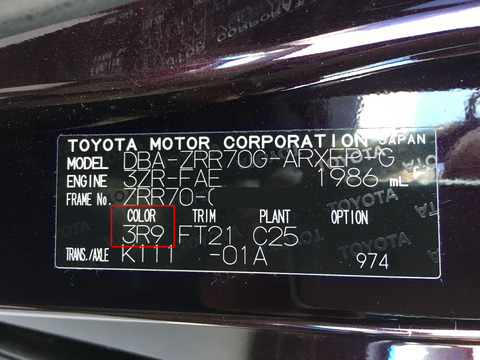 TOYOTA MOTOR CORPORATION JAPAN
MODEL DBA-ZRR70G-ARXEP-G
ENGINE 3ZR-FAE 1986 mL
FRAME No. ZRR70-
COLOR TRIM PLANT OPTION
3R9 FT21 C25
TRANS./AXLE K111 -01A 974